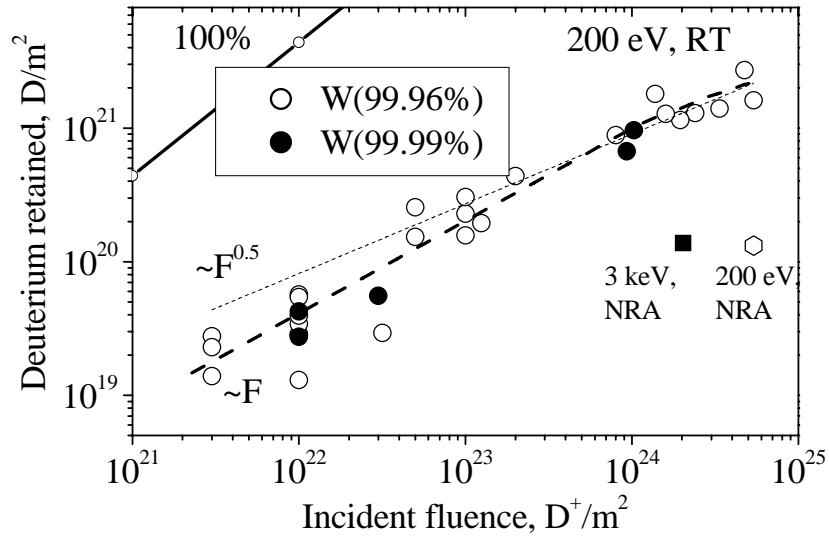 100%
200 eV, RT
W(99.96%)
W(99.99%)
~F^0.5
~F
3 keV,
NRA
200 eV,
NRA
Deuterium retained, D/m²
10²¹
10²⁰
10¹⁹
10²¹ 10²² 10²³ 10²⁴ 10²⁵
Incident fluence, D⁺/m²